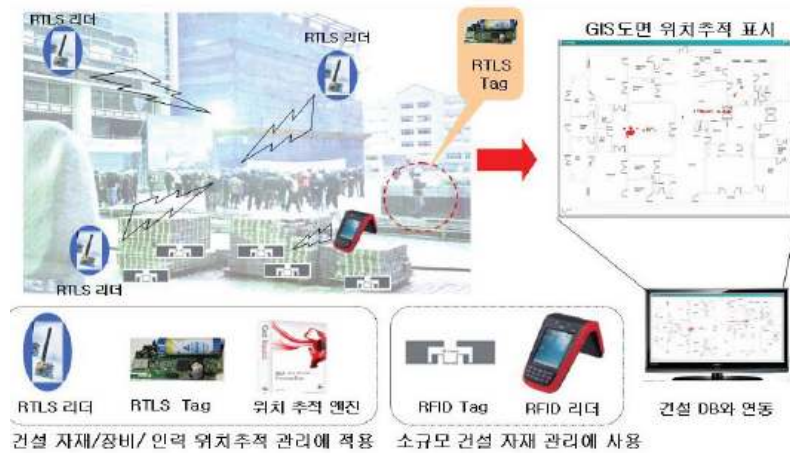 RTLS 리더
RTLS 리더
RTLS
Tag
GIS도면 위치추적 표시
RTLS 리더
RTLS 리더
RTLS Tag
위치 추적 엔진
RFID Tag
RFID 리더
건설 DB와 연동
건설 자재/장비/ 인력 위치추적 관리에 적용
소규모 건설 자재 관리에 사용